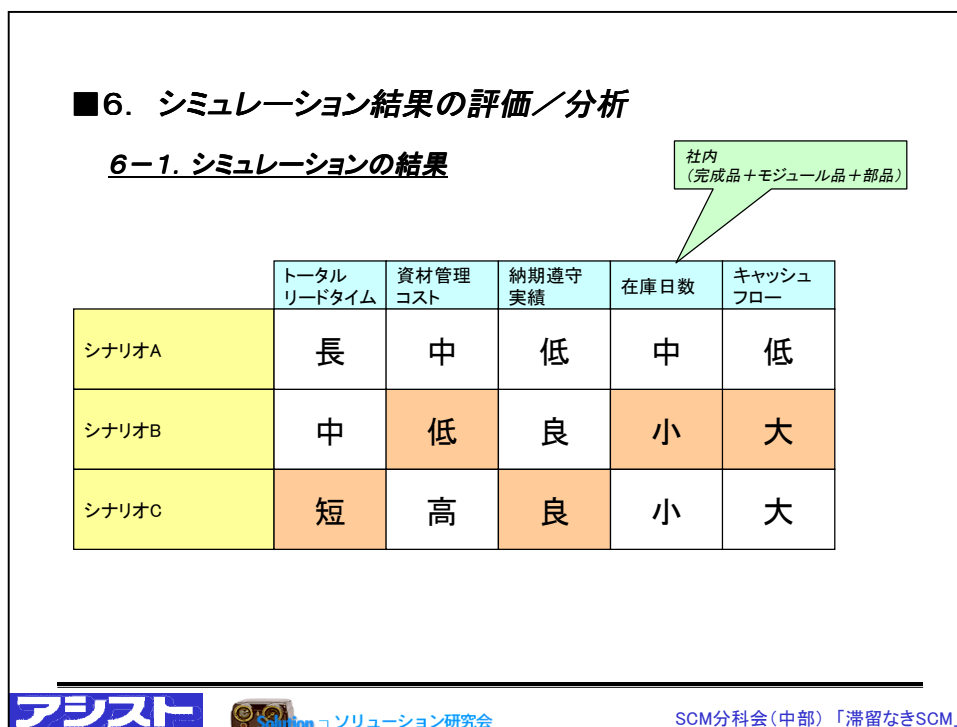 ■6. シミュレーション結果の評価／分析
6－1. シミュレーションの結果
社内
(完成品＋モジュール品＋部品)
トータル
リードタイム
資材管理
コスト
納期遵守
実績
在庫日数
キャッシュ
フロー
シナリオA
長
中
低
中
低
シナリオB
中
低
良
小
大
シナリオC
短
高
良
小
大
アシスト
Solution
ソリューション研究会
SCM分科会(中部) 「滞留なきSCM」